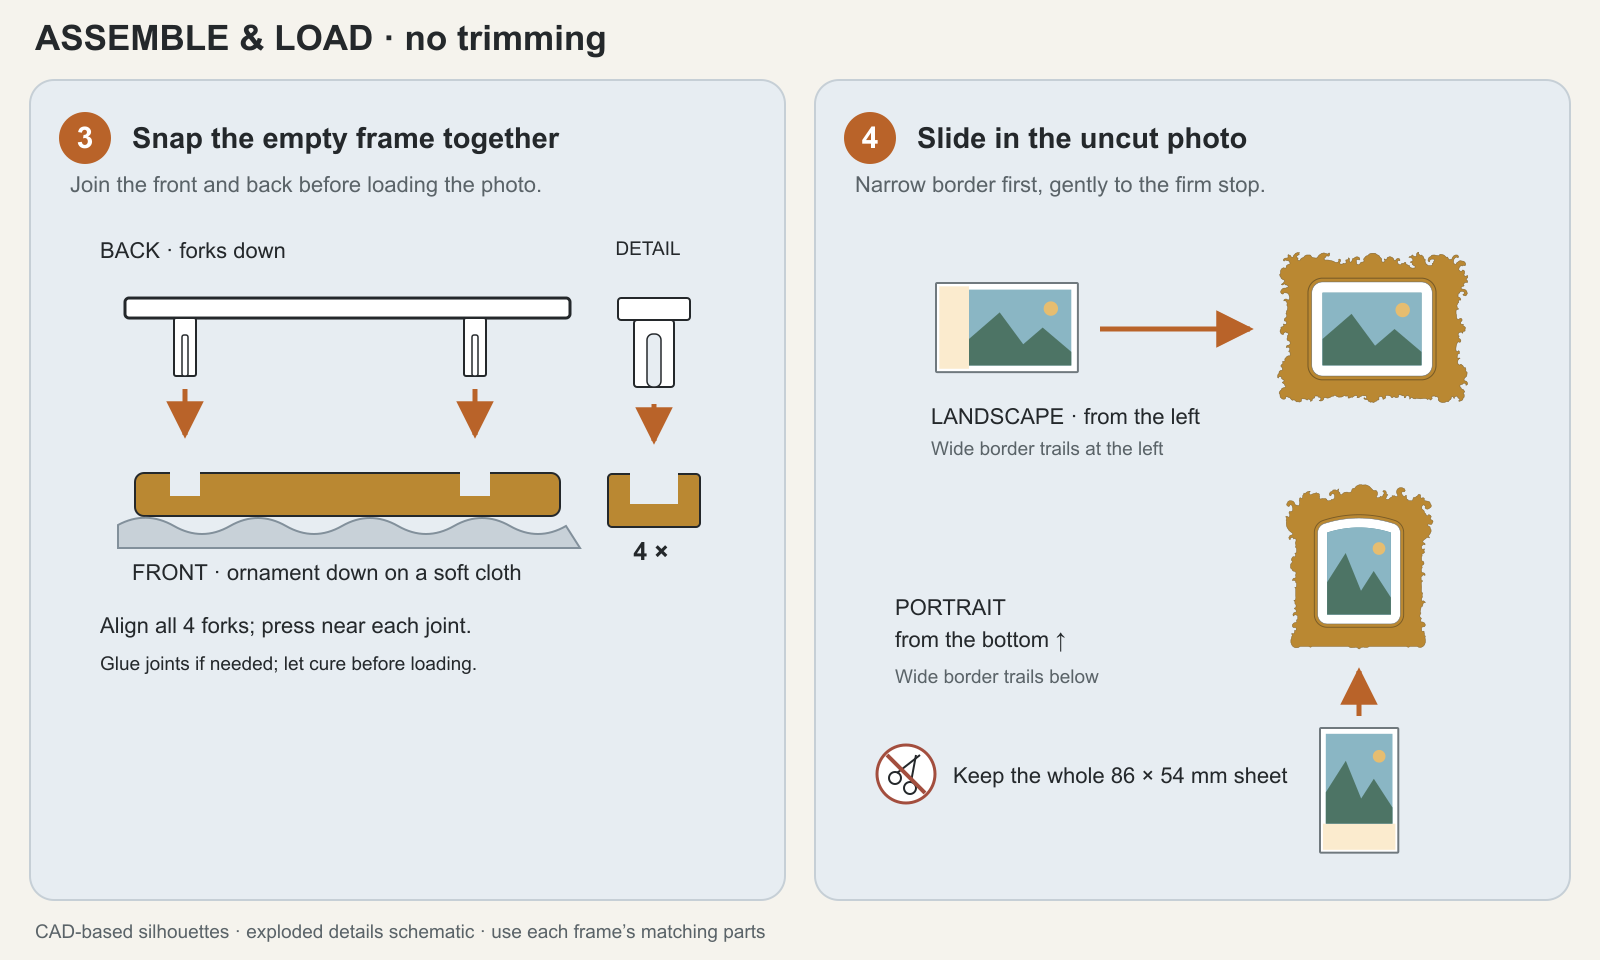 ASSEMBLE & LOAD · no trimming
3 Snap the empty frame together
Join the front and back before loading the photo.
BACK · forks down
DETAIL
4 ×
FRONT · ornament down on a soft cloth
Align all 4 forks; press near each joint.
Glue joints if needed; let cure before loading.
4 Slide in the uncut photo
Narrow border first, gently to the firm stop.
LANDSCAPE · from the left
Wide border trails at the left
PORTRAIT
from the bottom ↑
Wide border trails below
Keep the whole 86 × 54 mm sheet
CAD-based silhouettes · exploded details schematic · use each frame’s matching parts